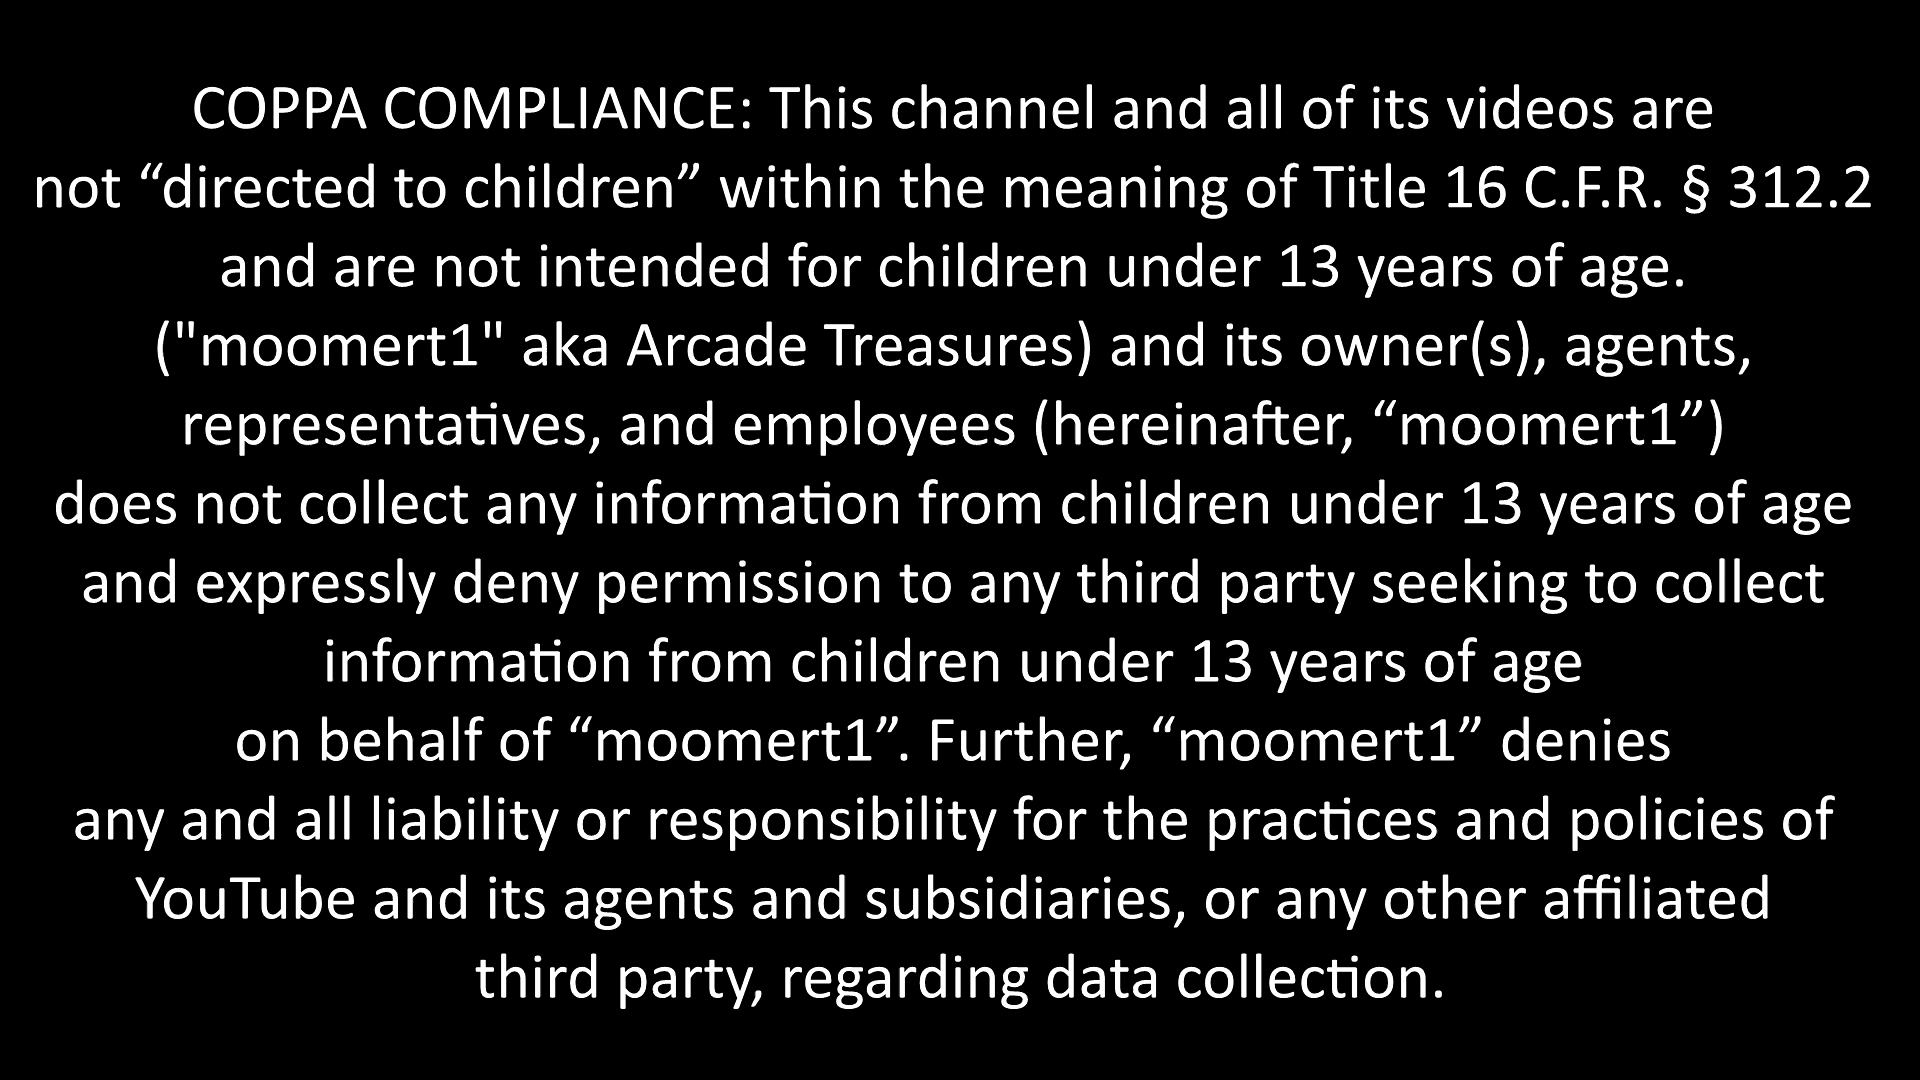 COPPA COMPLIANCE: This channel and all of its videos are
not “directed to children” within the meaning of Title 16 C.F.R. § 312.2
and are not intended for children under 13 years of age.
("moomert1" aka Arcade Treasures) and its owner(s), agents,
representatives, and employees (hereinafter, “moomert1”)
does not collect any information from children under 13 years of age
and expressly deny permission to any third party seeking to collect
information from children under 13 years of age
on behalf of “moomert1”. Further, “moomert1” denies
any and all liability or responsibility for the practices and policies of
YouTube and its agents and subsidiaries, or any other affiliated
third party, regarding data collection.